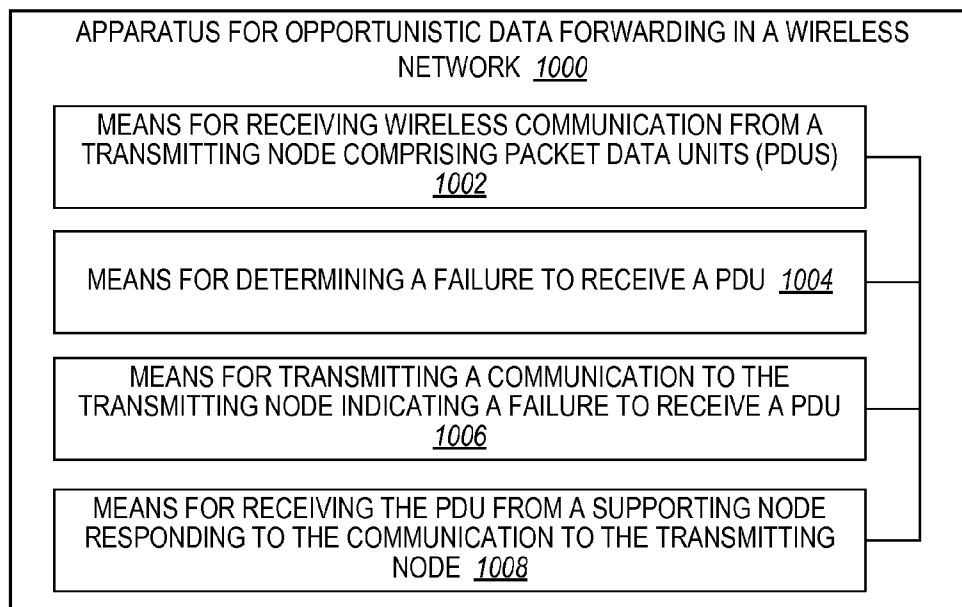 APPARATUS FOR OPPORTUNISTIC DATA FORWARDING IN A WIRELESS
NETWORK 1000
MEANS FOR RECEIVING WIRELESS COMMUNICATION FROM A
TRANSMITTING NODE COMPRISING PACKET DATA UNITS (PDUS)
1002
MEANS FOR DETERMINING A FAILURE TO RECEIVE A PDU 1004
MEANS FOR TRANSMITTING A COMMUNICATION TO THE
TRANSMITTING NODE INDICATING A FAILURE TO RECEIVE A PDU
1006
MEANS FOR RECEIVING THE PDU FROM A SUPPORTING NODE
RESPONDING TO THE COMMUNICATION TO THE TRANSMITTING
NODE 1008